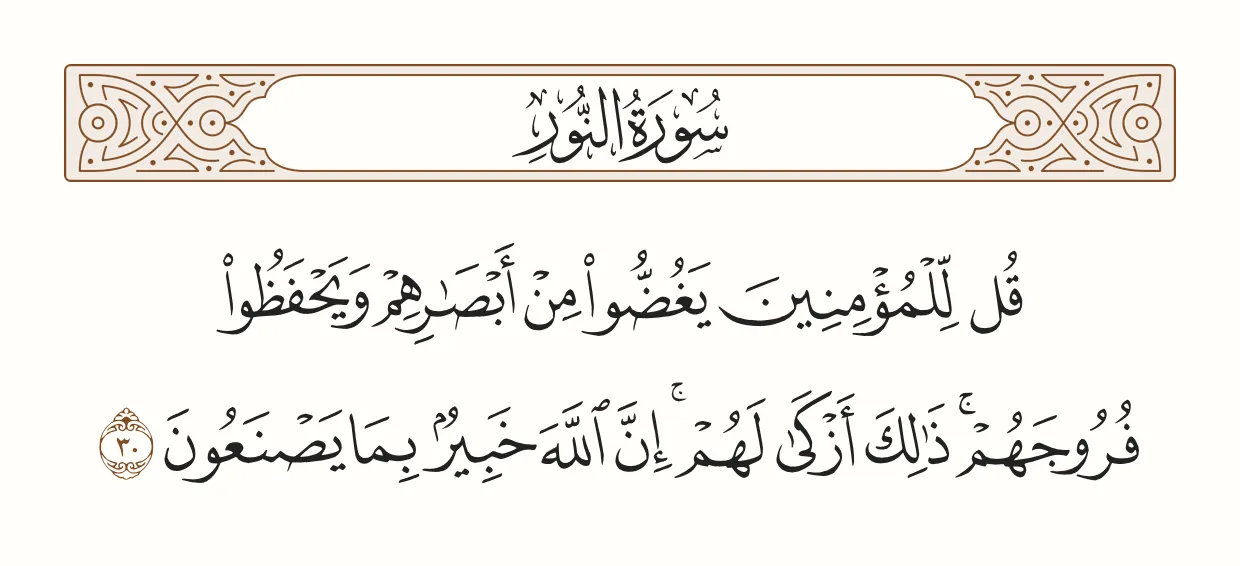 سُورَةُ النُّورِ
قُل لِّلْمُؤْمِنِينَ يَغُضُّوا۟ مِنْ أَبْصَـٰرِهِمْ وَيَحْفَظُوا۟
فُرُوجَهُمْ ۚ ذَٰلِكَ أَزْكَىٰ لَهُمْ ۚ إِنَّ ٱللَّهَ خَبِيرٌۢ بِمَا يَصْنَعُونَ ٣٠